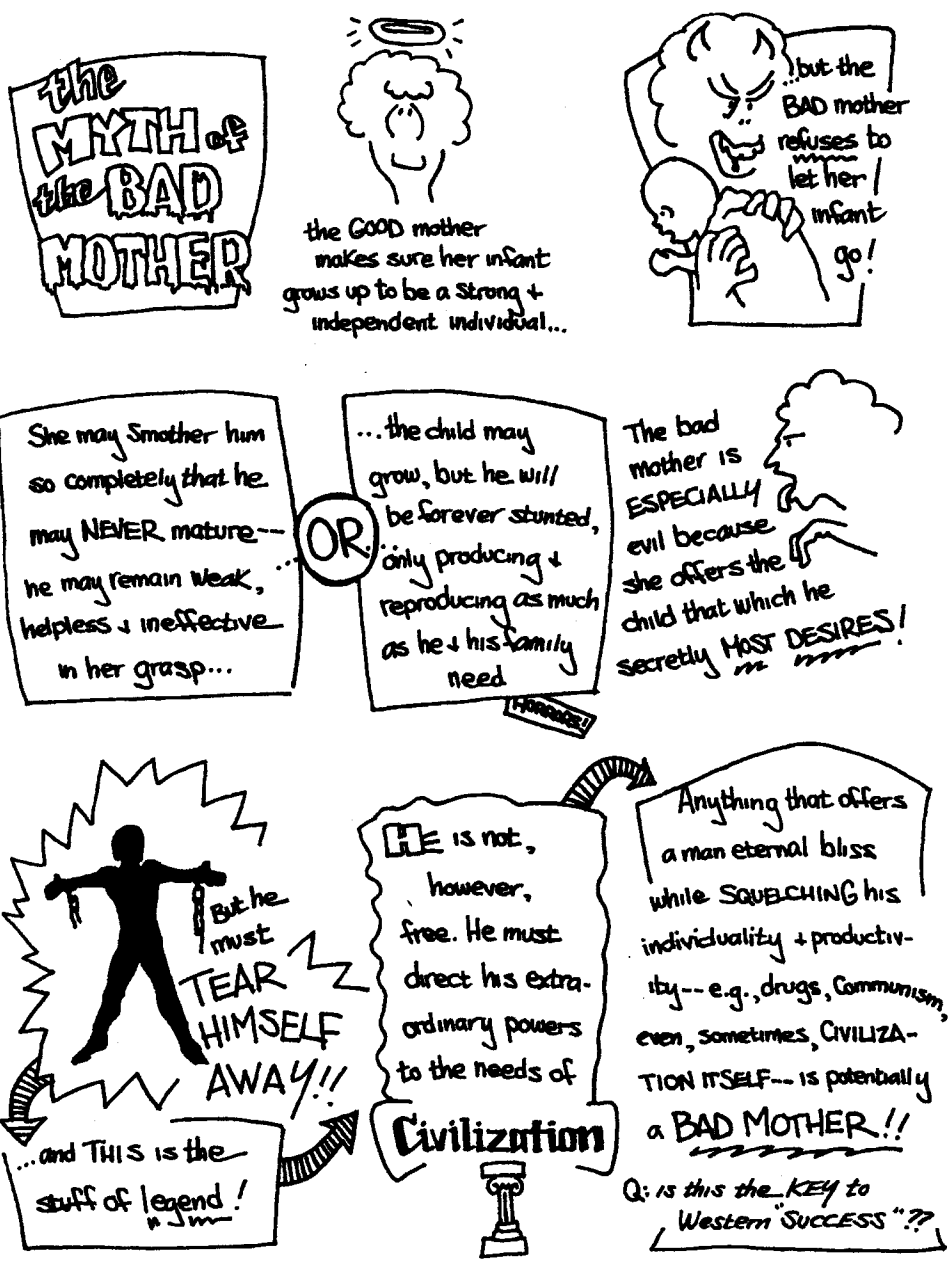 the
MYTH of
the BAD
MOTHER
the GOOD mother
makes sure her infant
grows up to be a strong +
independent individual...
...but the
BAD mother
refuses to
let her
infant
go!
She may smother him
so completely that he
may NEVER mature--
he may remain weak,
helpless + ineffective
in her grasp...
...OR...
...the child may
grow, but he will
be forever stunted,
only producing +
reproducing as much
as he + his family
need
HORRORS!
The bad
mother is
ESPECIALLY
evil because
she offers the
child that which he
secretly MOST DESIRES!
But he
must
TEAR
HIMSELF
AWAY!!
...and THIS is the
stuff of legend!
HE is not,
however,
free. He must
direct his extra-
ordinary powers
to the needs of
Civilization
Anything that offers
a man eternal bliss
while SQUELCHING his
individuality + productiv-
ity-- e.g., drugs, Communism,
even, sometimes, CIVILIZA-
TION ITSELF-- is potentially
a BAD MOTHER!!
Q: is this the KEY to
Western "SUCCESS"??